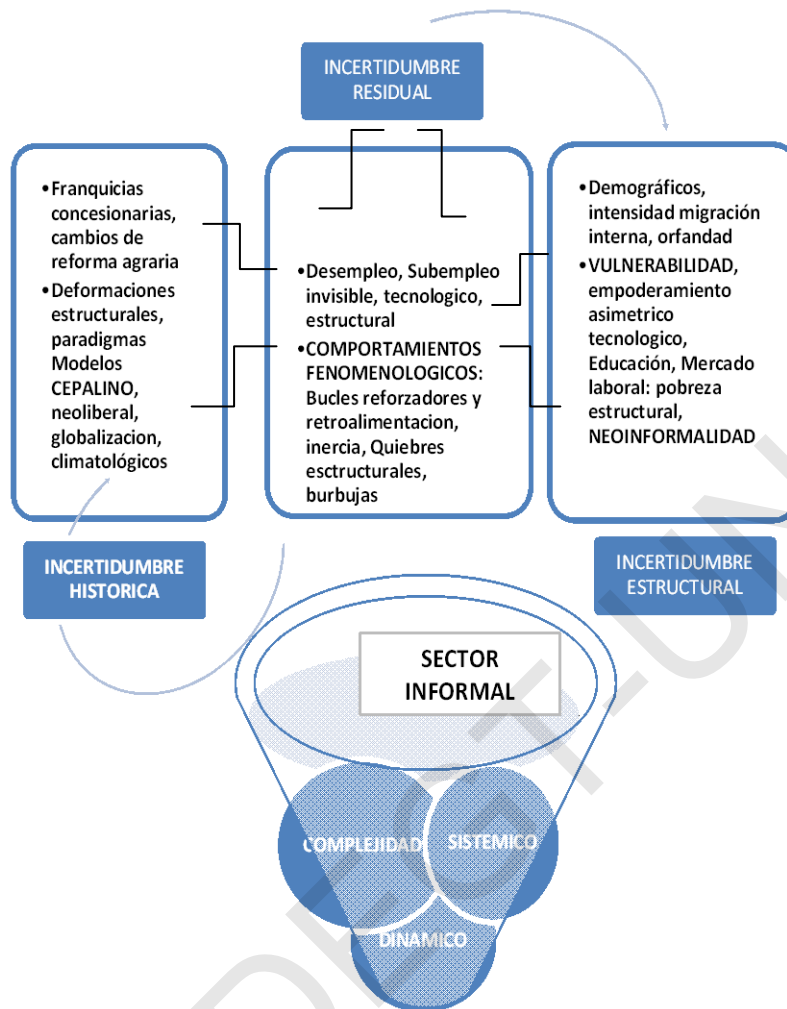 INCERTIDUMBRE
RESIDUAL
•Franquicias
concesionarias,
cambios de
reforma agraria
•Deformaciones
estructurales,
paradigmas
Modelos
CEPALINO,
neoliberal,
globalizacion,
climatológicos
Desempleo, Subempleo
invisible, tecnologico,
estructural
•COMPORTAMIENTOS
FENOMENOLOGICOS:
Bucles reforzadores y
retroalimentacion,
inercia, Quiebres
esctructurales,
burbujas
•Demográficos,
intensidad migración
interna, orfandad
•VULNERABILIDAD,
empoderamiento
asimetrico
tecnologico,
Educación, Mercado
laboral: pobreza
estructural,
NEOINFORMALIDAD
INCERTIDUMBRE
HISTORICA
INCERTIDUMBRE
ESTRUCTURAL
SECTOR
INFORMAL
COMPLEJIDAD
SISTEMICO
DINAMICO